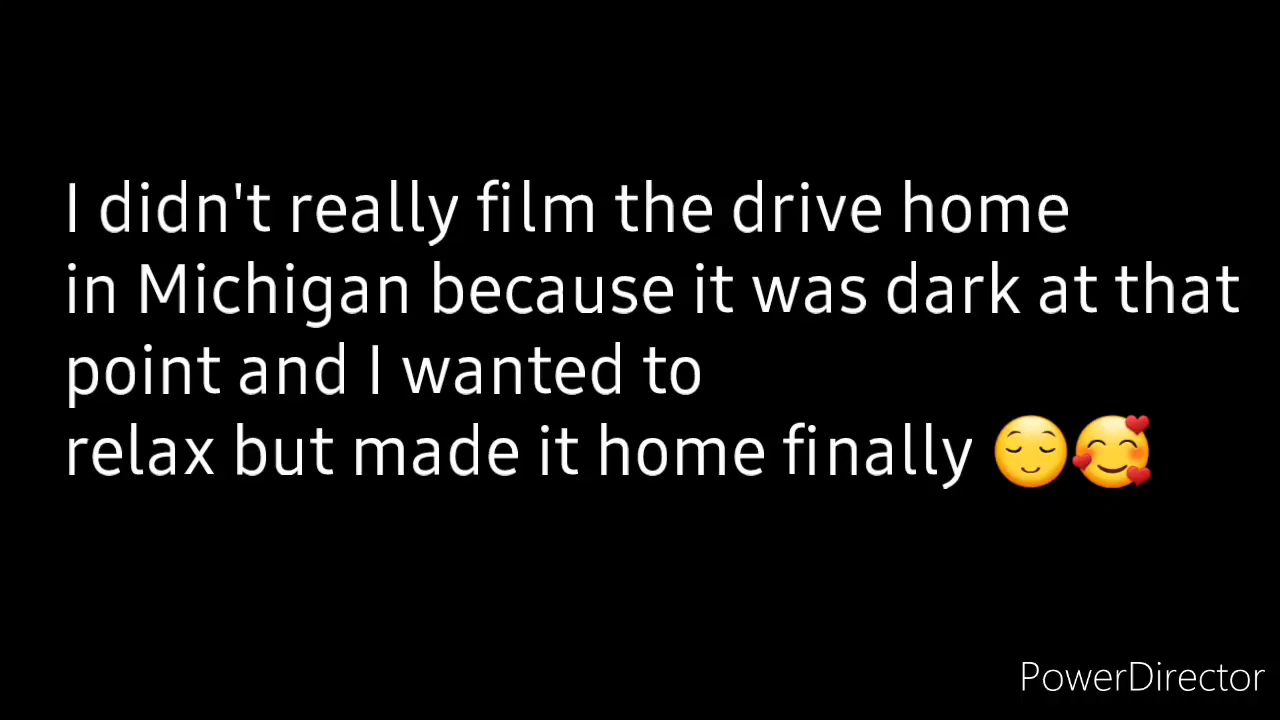 I didn't really film the drive home
in Michigan because it was dark at that
point and I wanted to
relax but made it home finally 😌🥰
PowerDirector